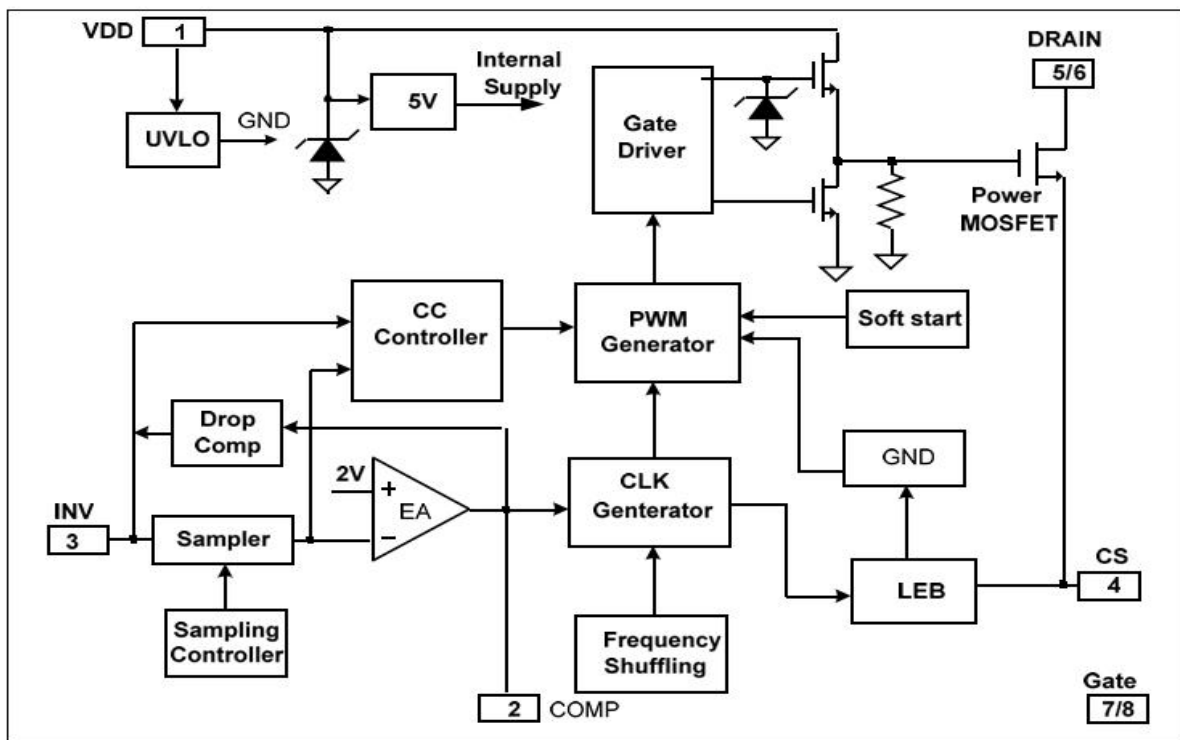 VDD
1
UVLO
GND
5V
Internal
Supply
Gate
Driver
DRAIN
5/6
Power
MOSFET
CC
Controller
PWM
Generator
Soft start
Drop
Comp
2V
+
EA
−
CLK
Genterator
GND
INV
3
Sampler
LEB
CS
4
Sampling
Controller
Frequency
Shuffling
2
COMP
Gate
7/8